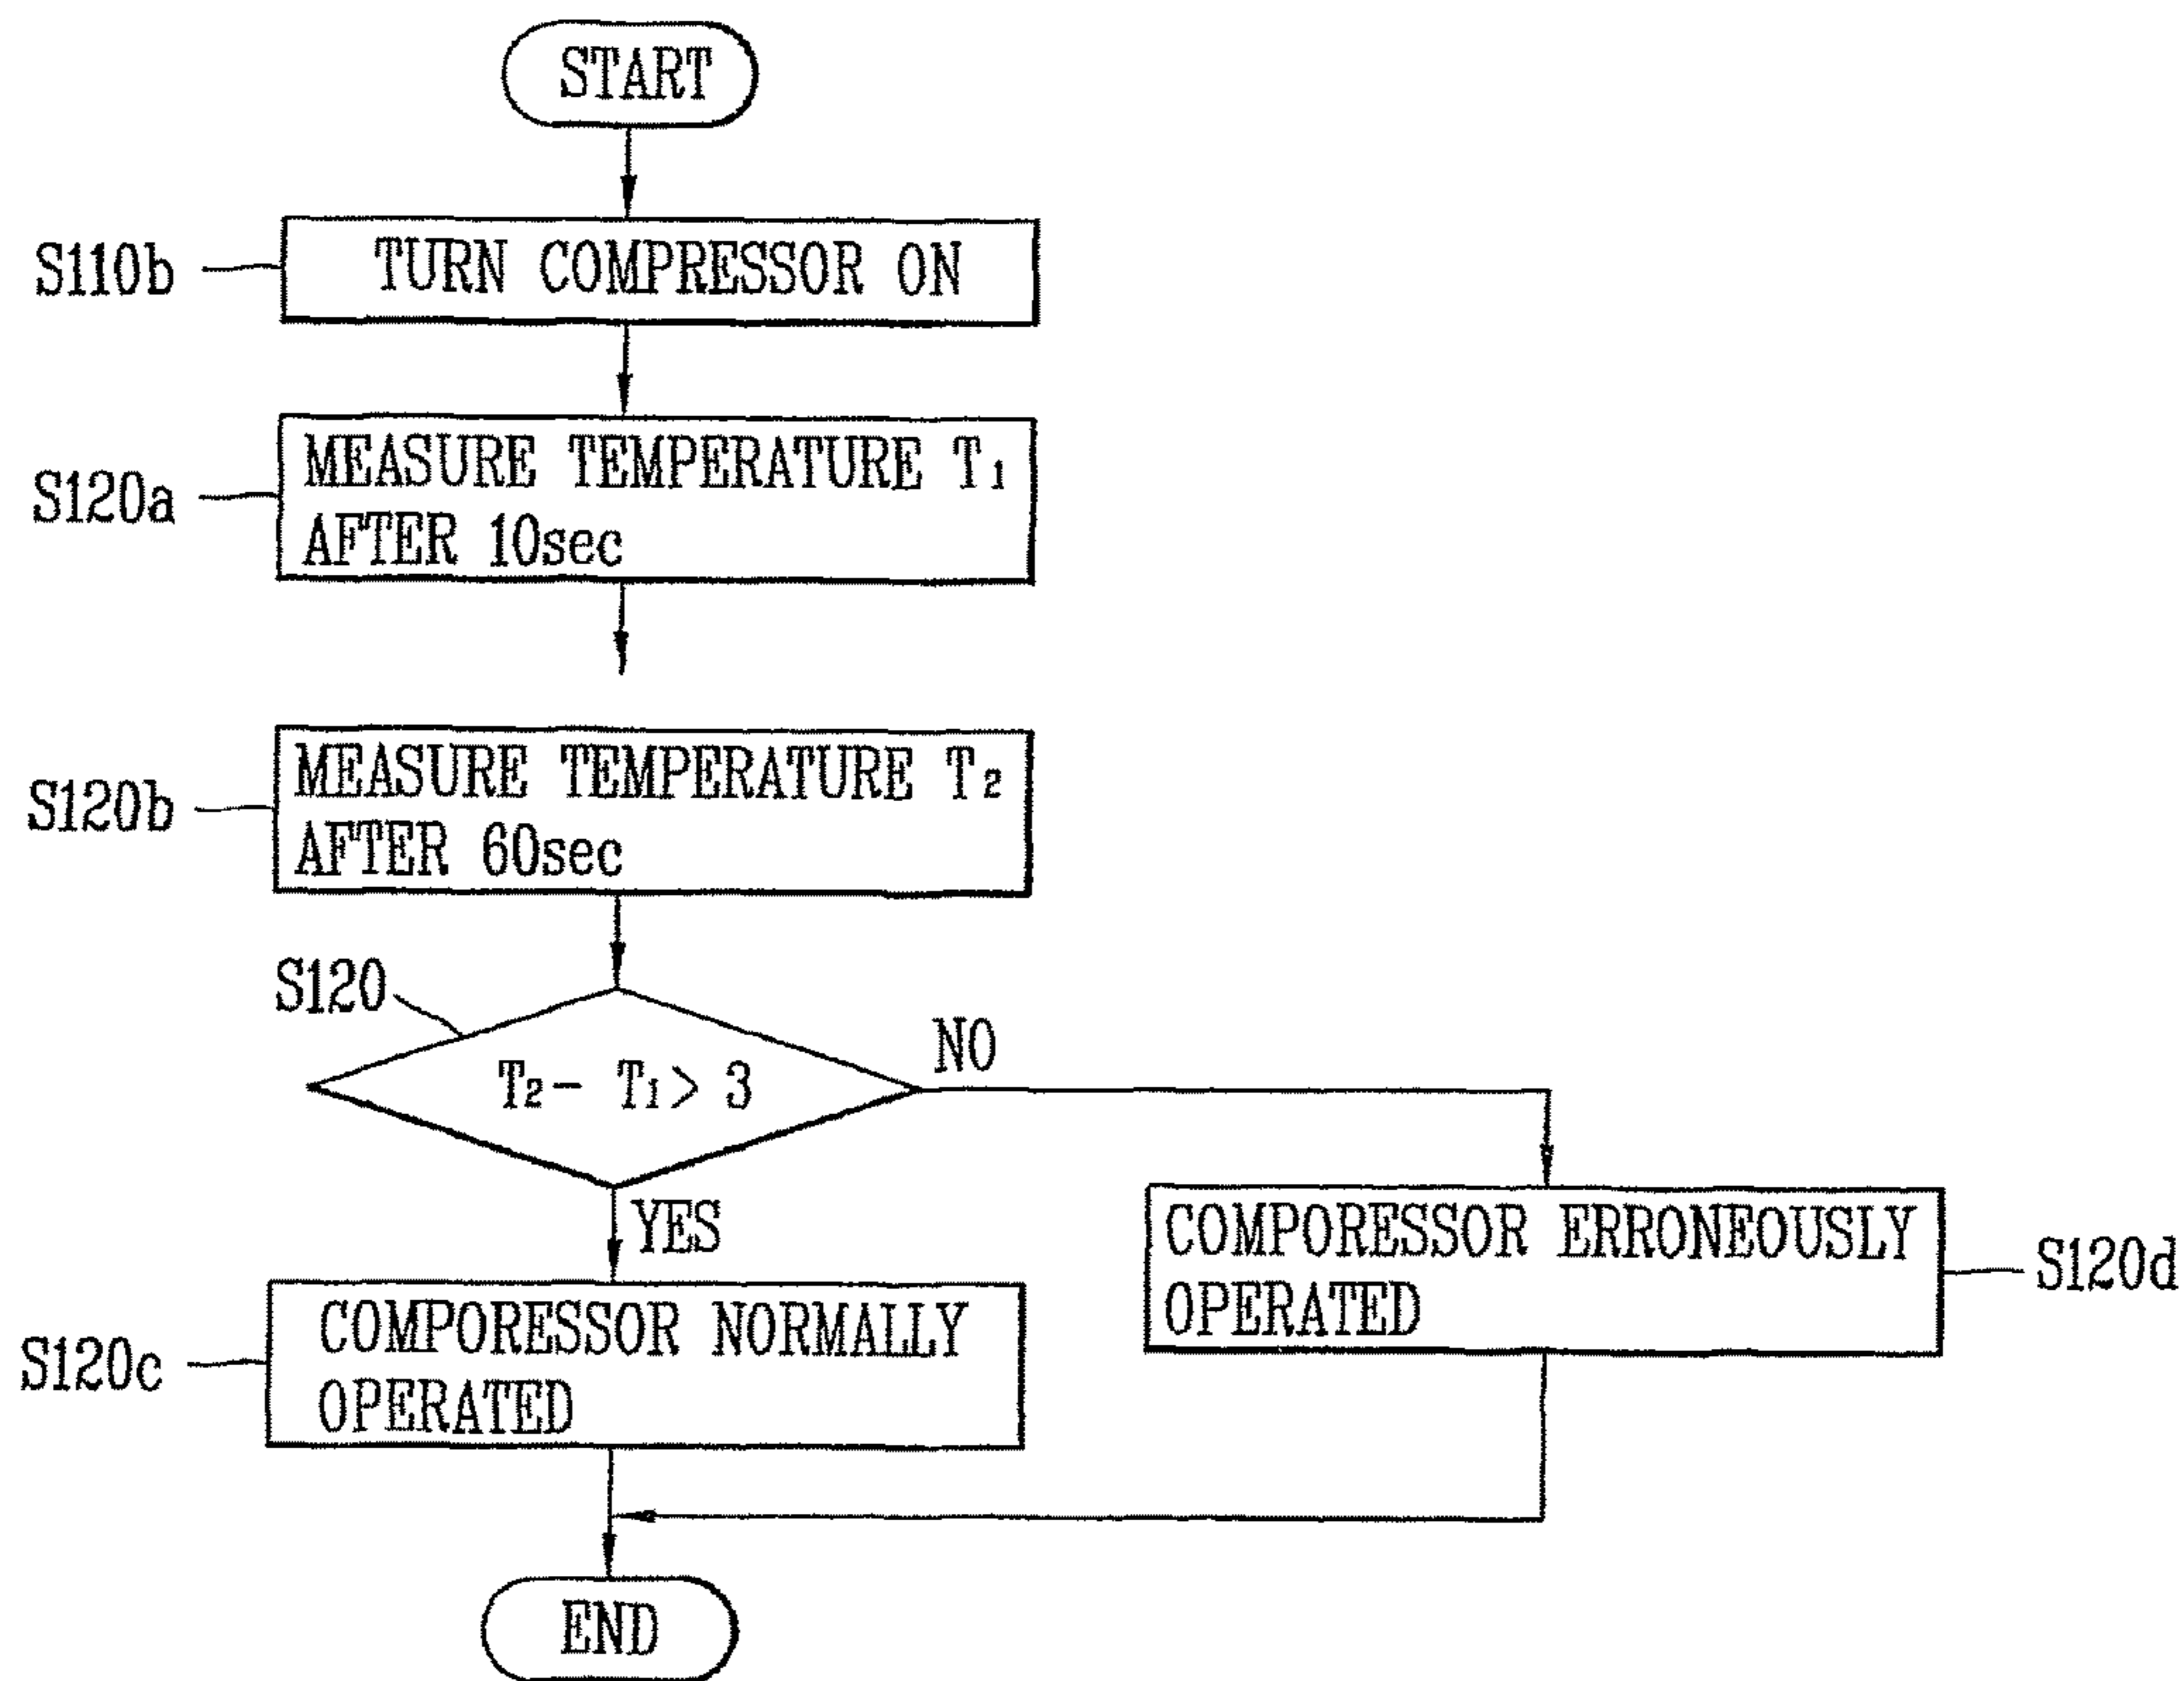 START
S110b
TURN COMPRESSOR ON
S120a
MEASURE TEMPERATURE T₁
AFTER 10sec
S120b
MEASURE TEMPERATURE T₂
AFTER 60sec
S120
T₂ - T₁ > 3
NO
YES
COMPORESSOR ERRONEOUSLY
OPERATED
S120d
S120c
COMPORESSOR NORMALLY
OPERATED
END